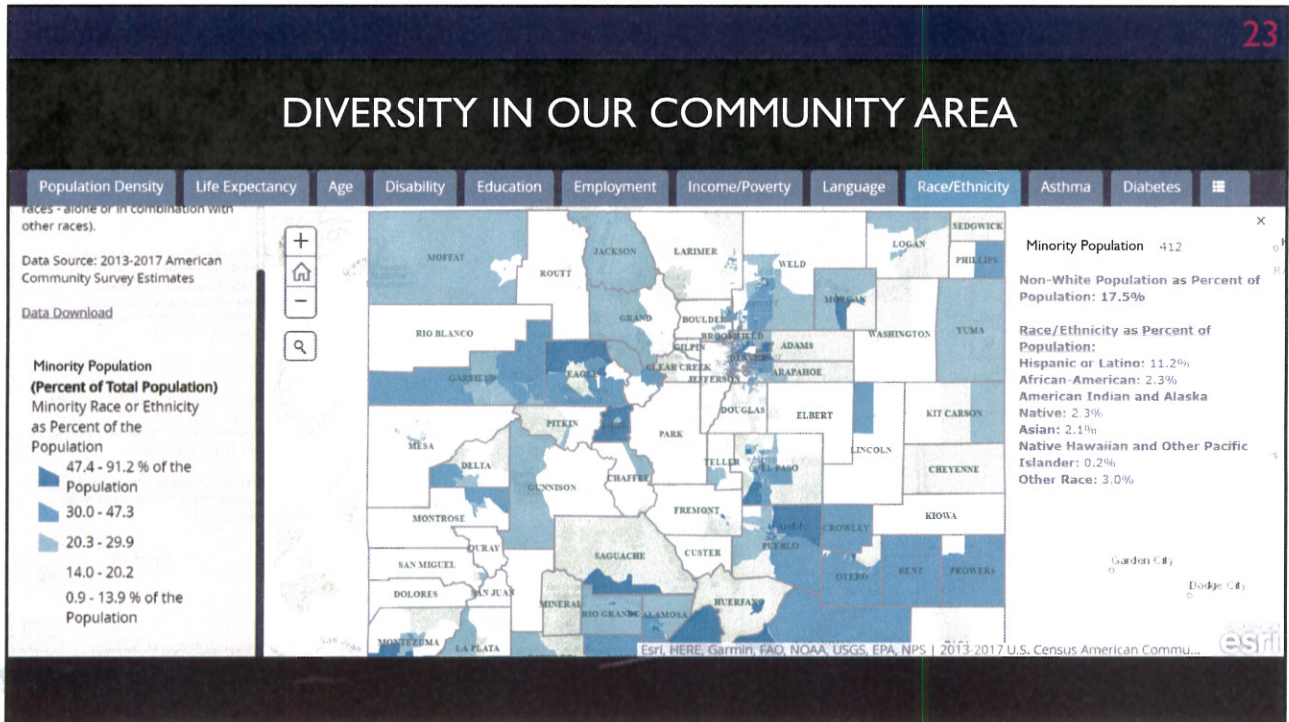 23
DIVERSITY IN OUR COMMUNITY AREA
Population Density
Life Expectancy
Age
Disability
Education
Employment
Income/Poverty
Language
Race/Ethnicity
Asthma
Diabetes
races - alone or in combination with
other races).
Data Source: 2013-2017 American
Community Survey Estimates
Data Download
Minority Population
(Percent of Total Population)
Minority Race or Ethnicity
as Percent of the
Population
47.4 - 91.2 % of the
Population
30.0 - 47.3
20.3 - 29.9
14.0 - 20.2
0.9 - 13.9 % of the
Population
+
−
MOFFAT
ROUTT
JACKSON
LARIMER
WELD
LOGAN
SEDGWICK
PHILLIPS
MORGAN
RIO BLANCO
GRAND
BOULDER
BROOMFIELD
GILPIN
DENVER
ADAMS
WASHINGTON
YUMA
GARFIELD
EAGLE
CLEAR CREEK
JEFFERSON
ARAPAHOE
DOUGLAS
ELBERT
KIT CARSON
PITKIN
PARK
LINCOLN
MESA
DELTA
TELLER
EL PASO
CHEYENNE
GUNNISON
CHAFFEE
FREMONT
MONTROSE
KIOWA
CROWLEY
PUEBLO
OURAY
SAGUACHE
CUSTER
SAN MIGUEL
OTERO
BENT
PROWERS
DOLORES
SAN JUAN
MINERAL
RIO GRANDE
ALAMOSA
HUERFANO
MONTEZUMA
LA PLATA
San Juan
Esri, HERE, Garmin, FAO, NOAA, USGS, EPA, NPS | 2013-2017 U.S. Census American Commu...
×
Minority Population 412
Non-White Population as Percent of
Population: 17.5%
Race/Ethnicity as Percent of
Population:
Hispanic or Latino: 11.2%
African-American: 2.3%
American Indian and Alaska
Native: 2.3%
Asian: 2.1%
Native Hawaiian and Other Pacific
Islander: 0.2%
Other Race: 3.0%
Garden City
Dodge City
esri